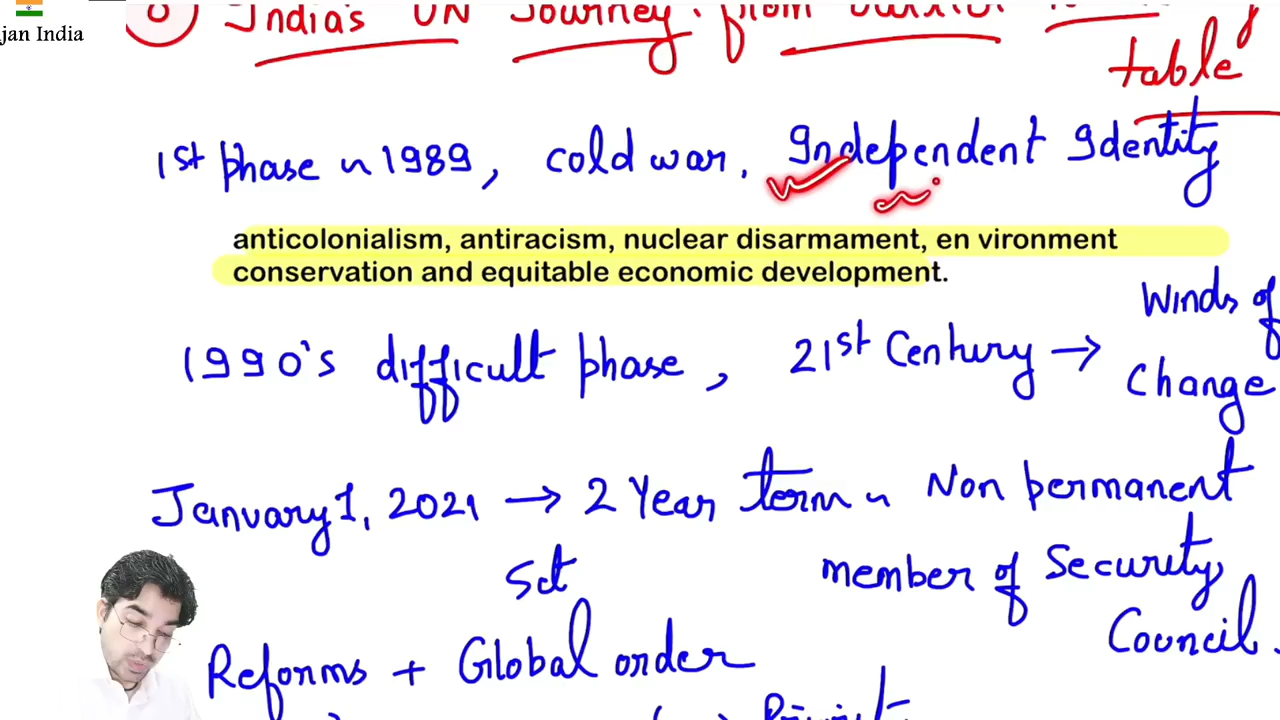 jan India
India's UN Journey: from
table
1st phase ~ 1989, cold war. Independent Identity
anticolonialism, antiracism, nuclear disarmament, en vironment
conservation and equitable economic development.
1990's difficult phase, 21st Century → Winds of
Change
January 1, 2021 → 2 Year term ~ Non permanent
member of Security
Council.
Reforms + Global order